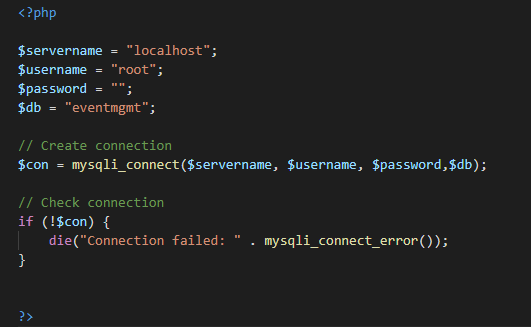 <?php
$servername = "localhost";
$username = "root";
$password = "";
$db = "eventmgmt";
// Create connection
$con = mysqli_connect($servername, $username, $password,$db);
// Check connection
if (!$con) {
    die("Connection failed: " . mysqli_connect_error());
}
?>